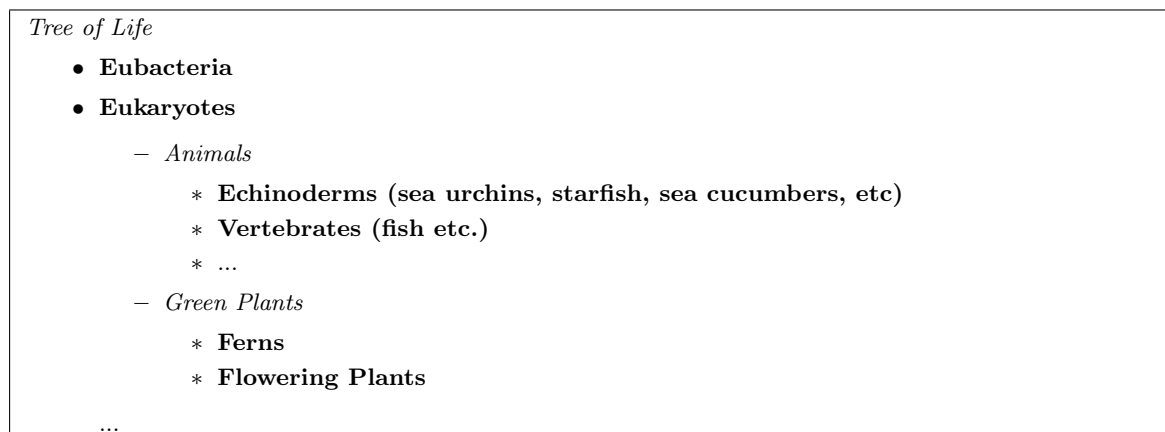 Tree of Life
• Eubacteria
• Eukaryotes
– Animals
∗ Echinoderms (sea urchins, starfish, sea cucumbers, etc)
∗ Vertebrates (fish etc.)
∗ ...
– Green Plants
∗ Ferns
∗ Flowering Plants
...